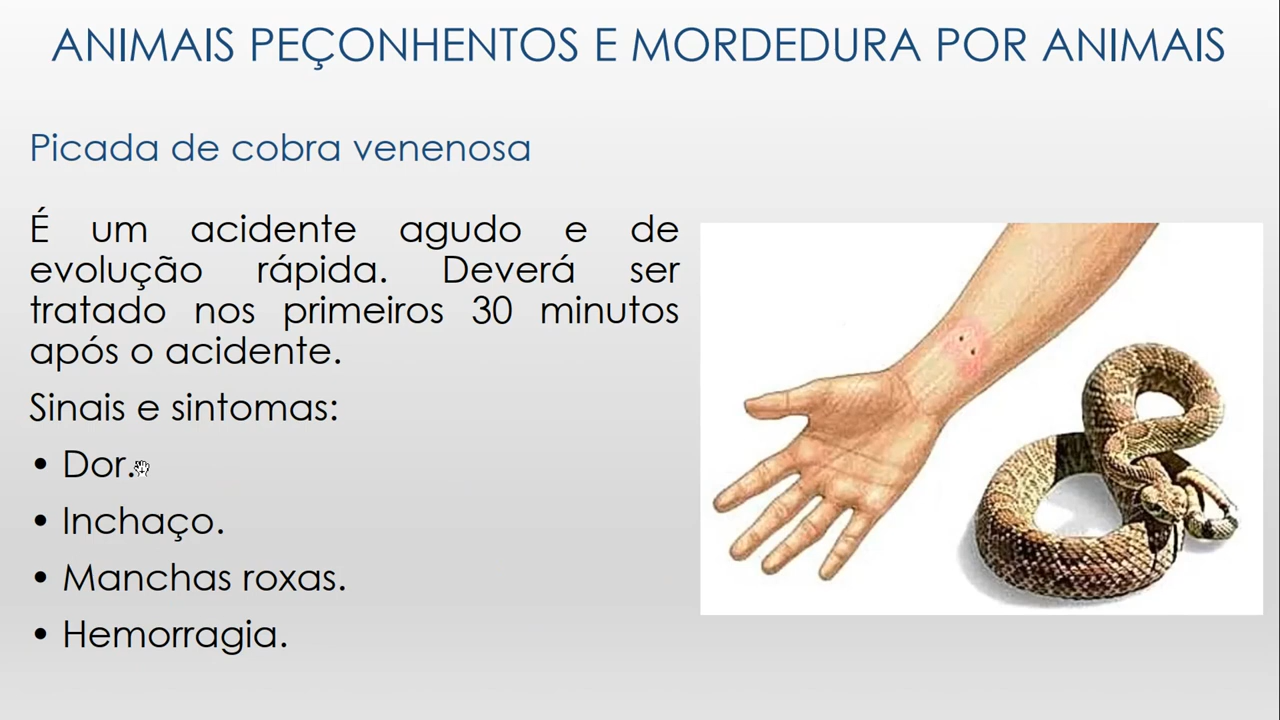 ANIMAIS PEÇONHENTOS E MORDEDURA POR ANIMAIS
Picada de cobra venenosa
É um acidente agudo e de
evolução rápida. Deverá ser
tratado nos primeiros 30 minutos
após o acidente.
Sinais e sintomas:
• Dor.
• Inchaço.
• Manchas roxas.
• Hemorragia.